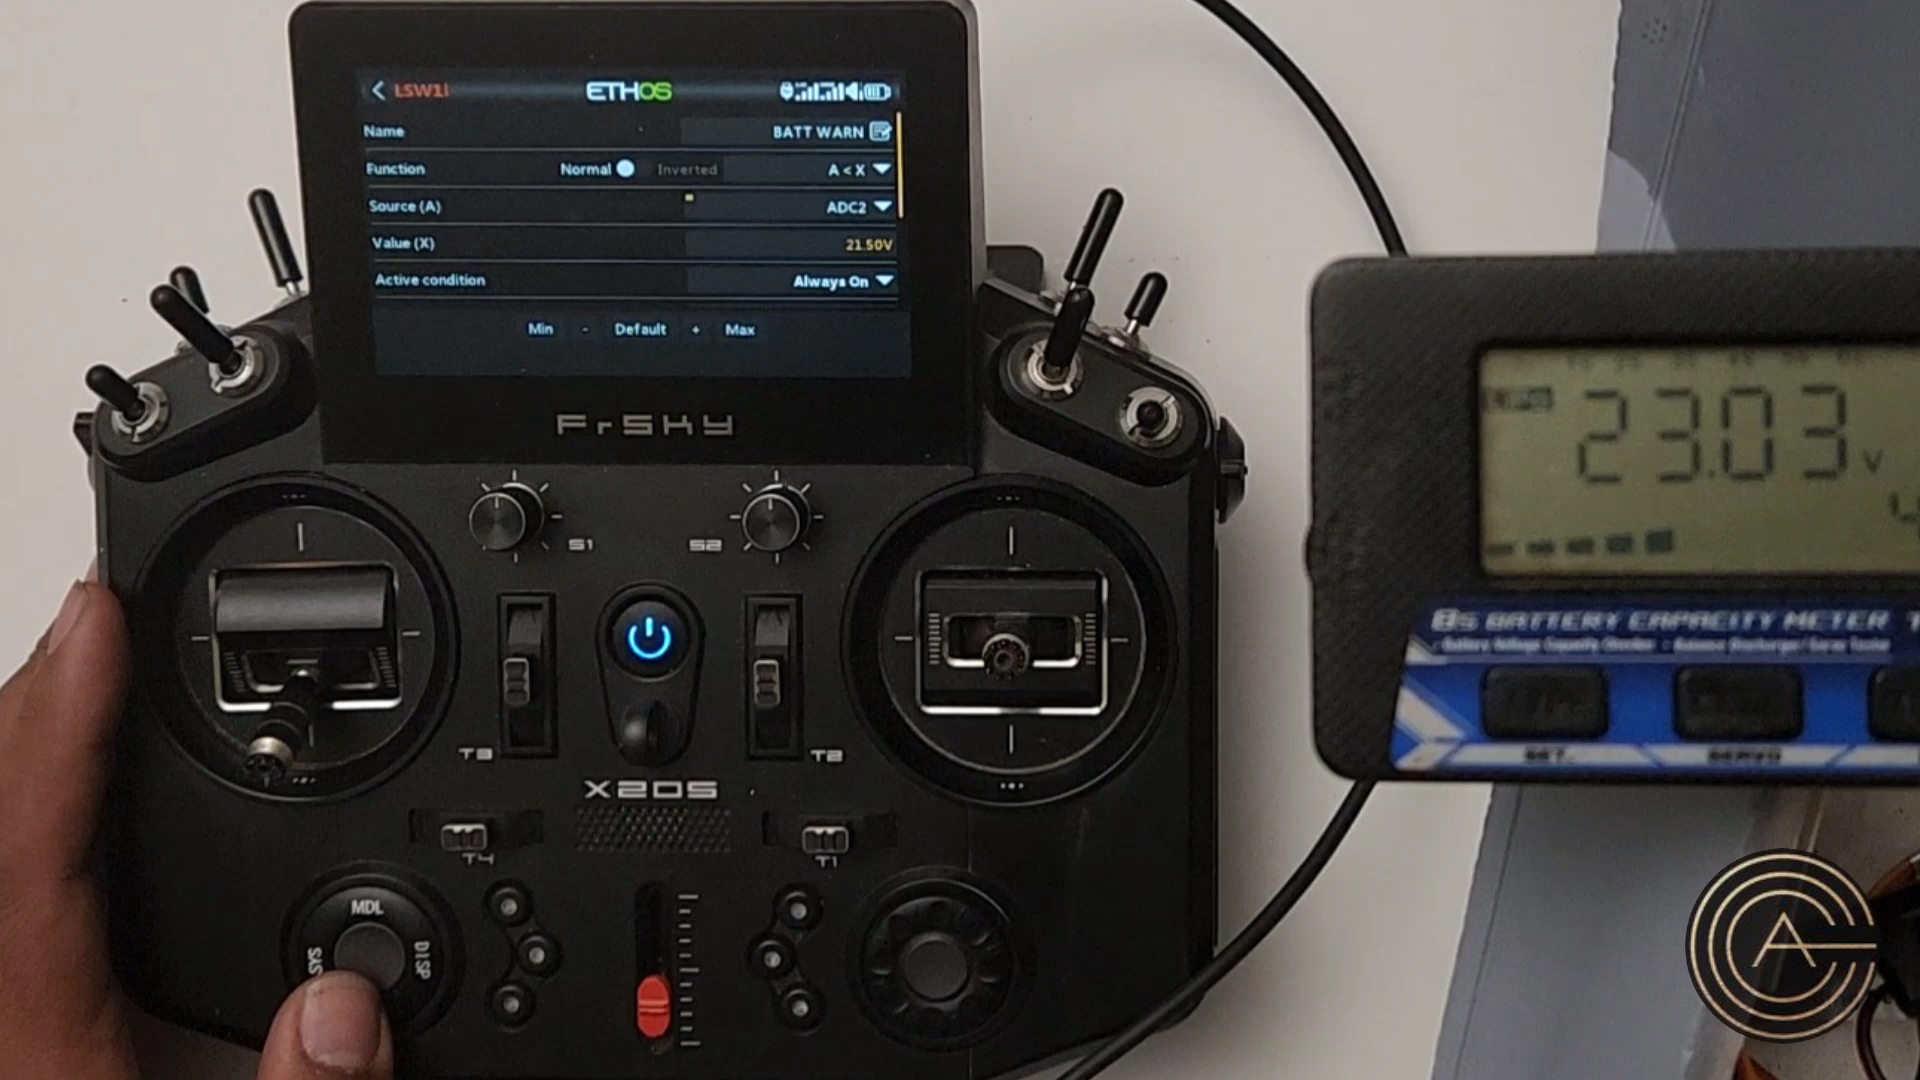 LSW1
ETHOS
Name BATT WARN
Function Normal Inverted A < X
Source (A) ADC2
Value (X) 21.50V
Active condition Always On
Min - Default + Max
FrSKY
S1 S2
T3 T2
X20S
T4 T1
MDL
SYS DISP
23.03 V
8S BATTERY CAPACITY METER
SET
SERVO